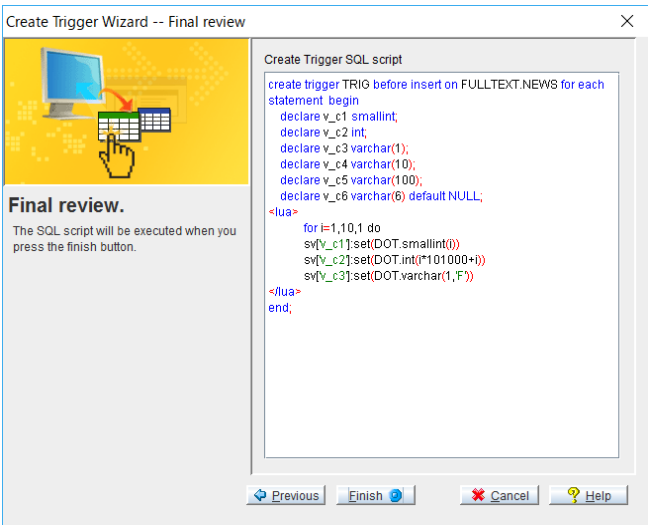 Create Trigger Wizard -- Final review
Final review.
The SQL script will be executed when you
press the finish button.
Create Trigger SQL script
create trigger TRIG before insert on FULLTEXT.NEWS for each
statement begin
declare v_c1 smallint;
declare v_c2 int;
declare v_c3 varchar(1);
declare v_c4 varchar(10);
declare v_c5 varchar(100);
declare v_c6 varchar(6) default NULL;
<lua>
for i=1,10,1 do
sv['v_c1']:set(DOT.smallint(i))
sv['v_c2']:set(DOT.int(i*101000+i))
sv['v_c3']:set(DOT.varchar(1,'F'))
</lua>
end;
Previous Finish Cancel Help